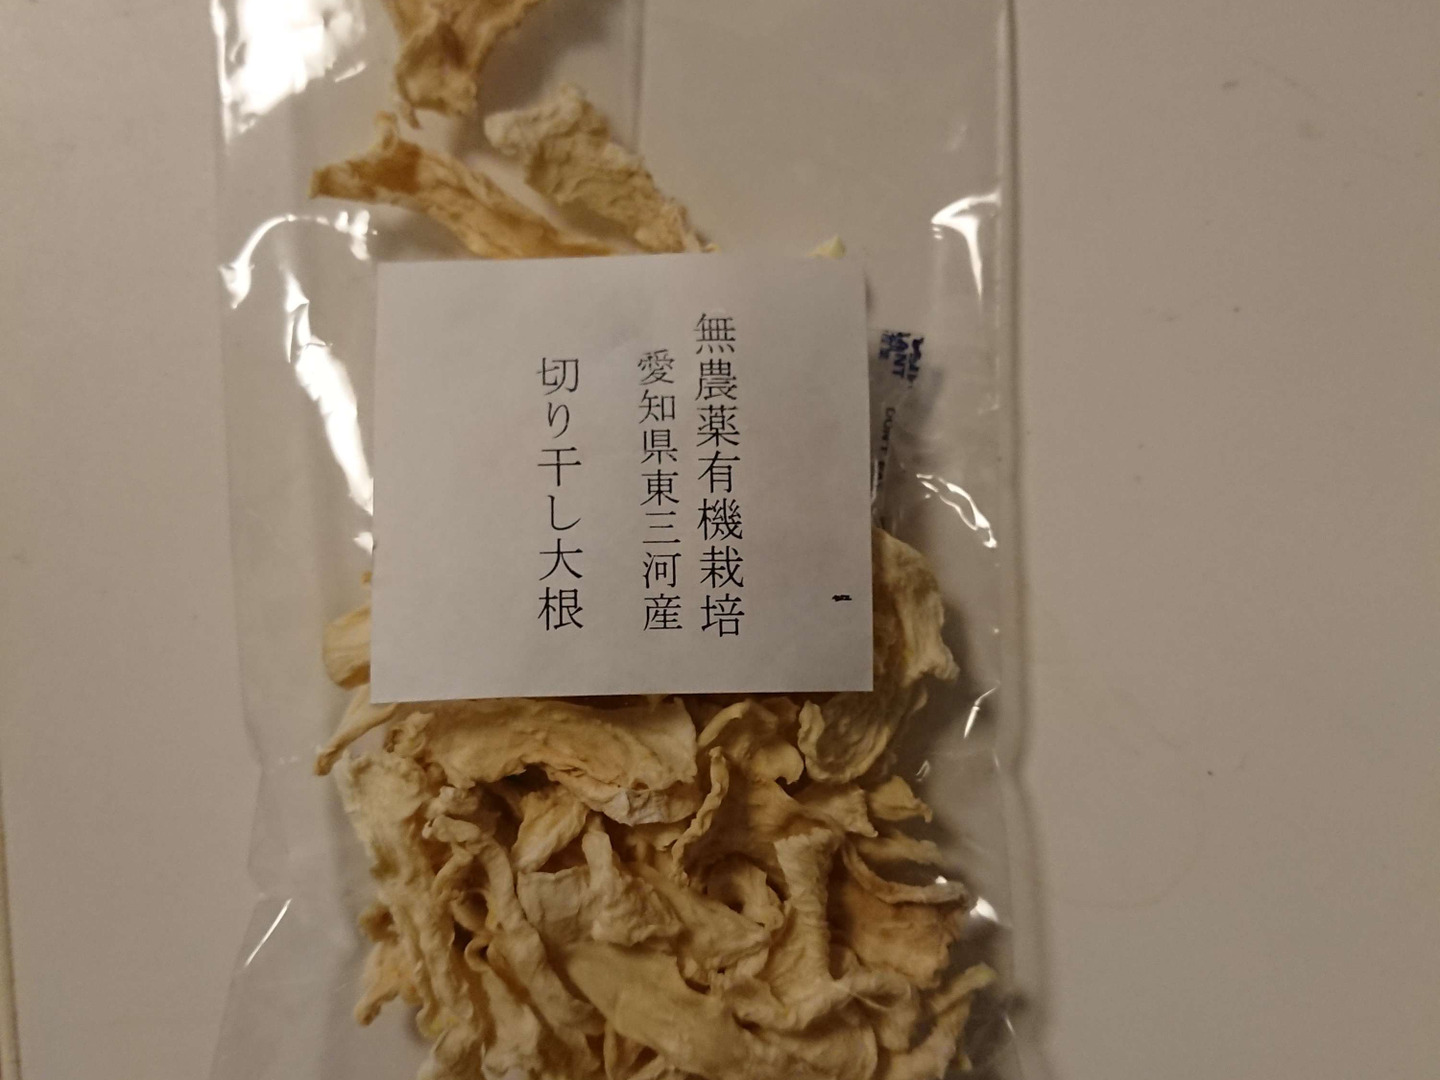 無農薬有機栽培
愛知県東三河産
切り干し大根